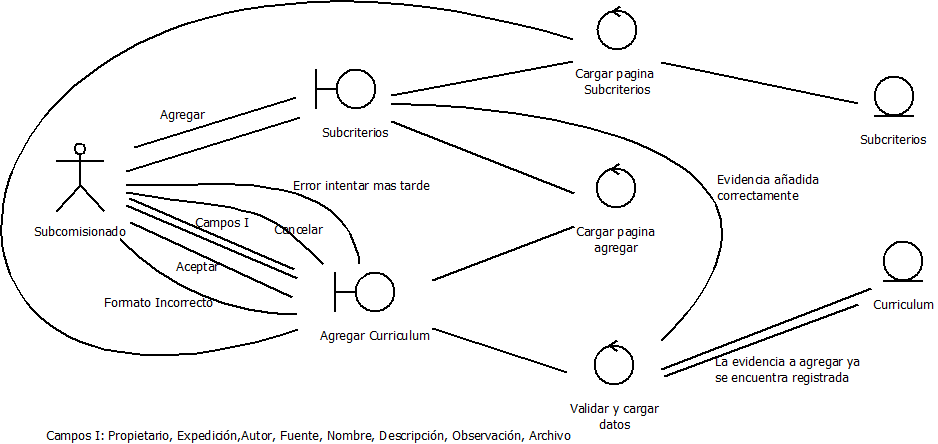 Cargar pagina
Subcriterios
Agregar
Subcriterios
Subcriterios
Error intentar mas tarde
Evidencia añadida
correctamente
Campos I
Cencelar
Subcomisionado
Cargar pagina
agregar
Aceptar
Formato Incorrecto
Curriculum
Agregar Curriculum
La evidencia a agregar ya
se encuentra registrada
Validar y cargar
datos
Campos I: Propietario, Expedición,Autor, Fuente, Nombre, Descripción, Observación, Archivo